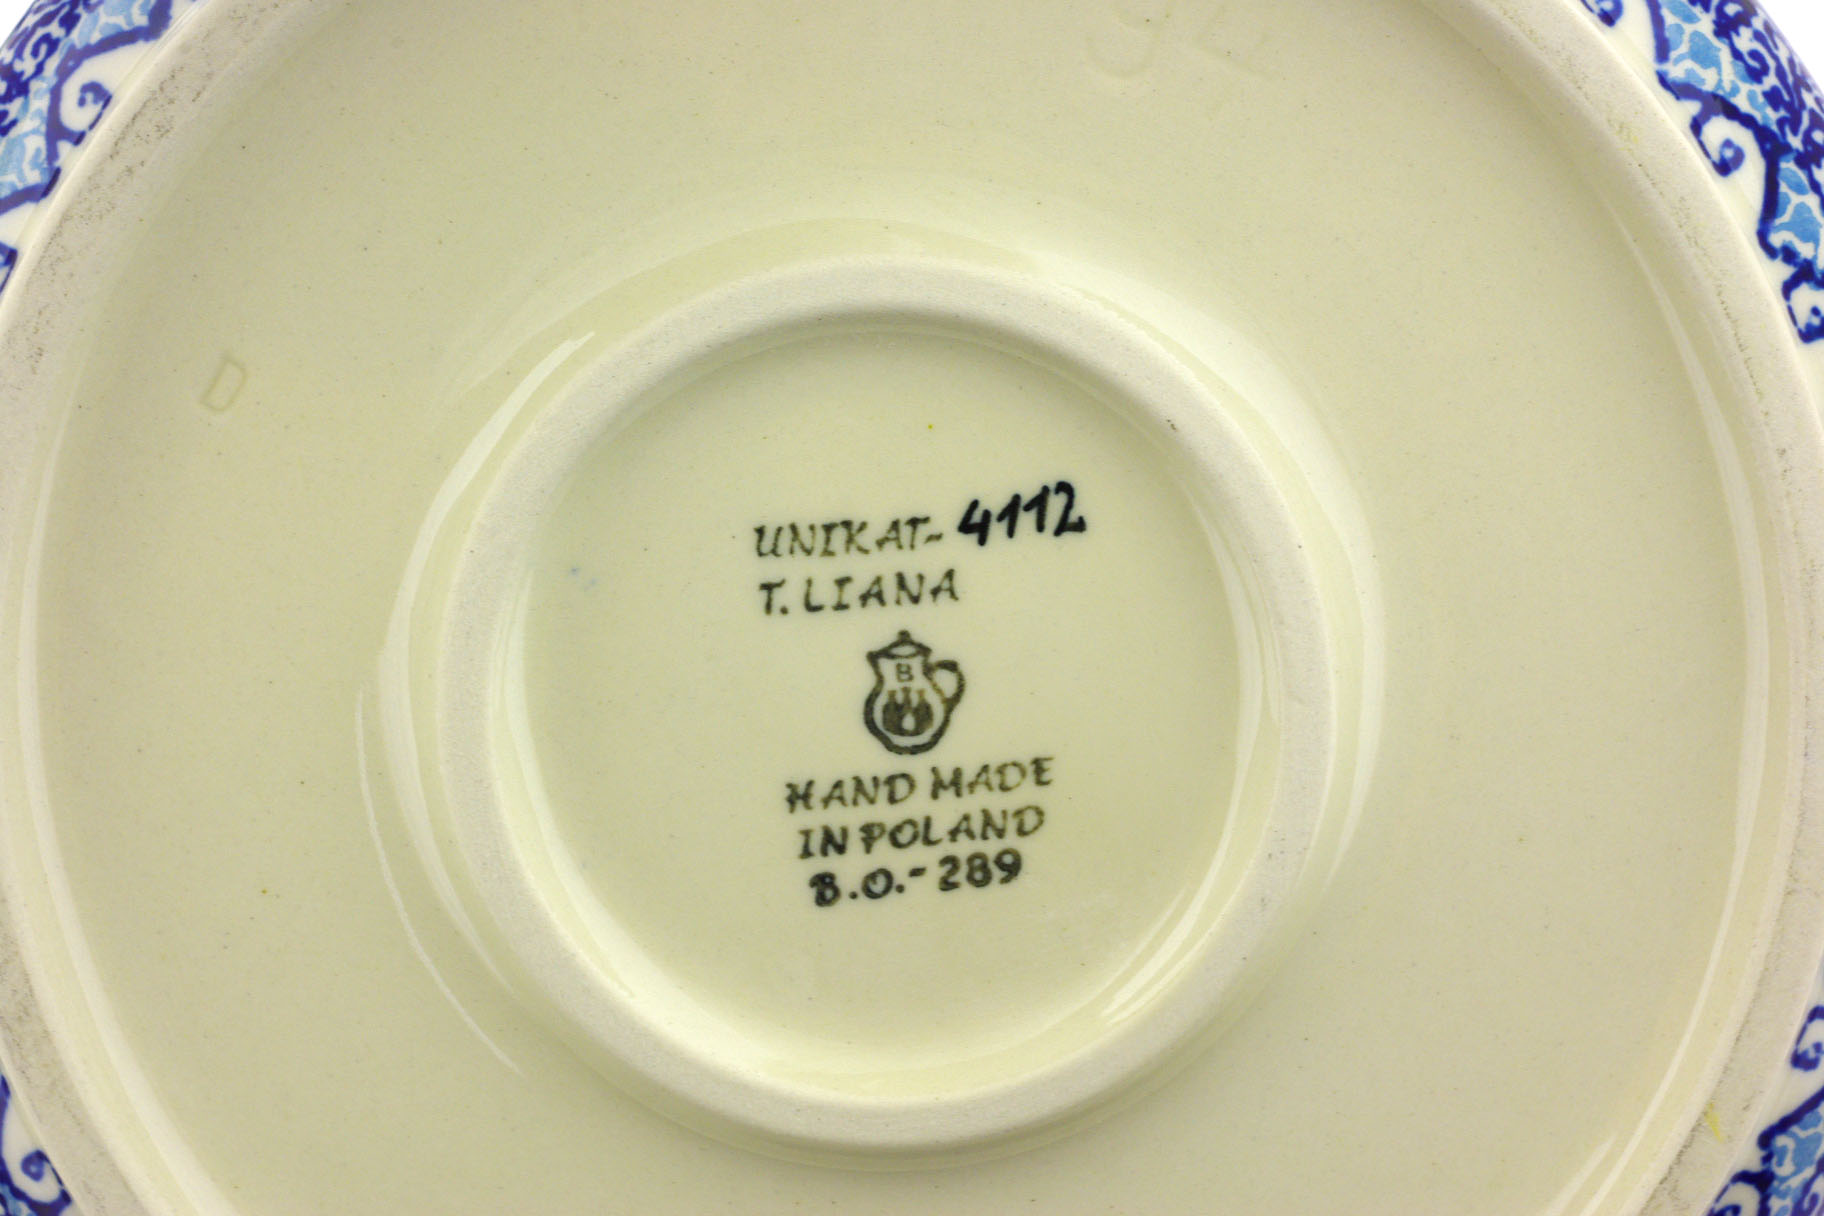 UNIKAT- 4112
T. LIANA
B
HAND MADE
IN POLAND
B.O.- 289
D